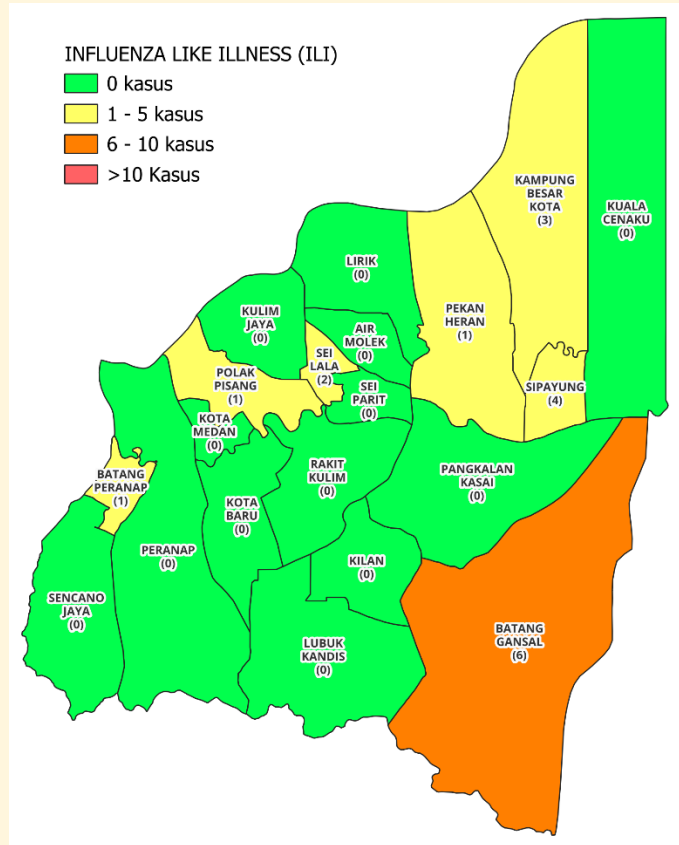 INFLUENZA LIKE ILLNESS (ILI)
0 kasus
1 - 5 kasus
6 - 10 kasus
>10 Kasus
KAMPUNG
BESAR
KOTA
(3)
KUALA
CENAKU
(0)
LIRIK
(0)
PEKAN
HERAN
(1)
KULIM
JAYA
(0)
AIR
MOLEK
(0)
SEI
LALA
(2)
POLAK
PISANG
(1)
SEI
PARIT
(0)
SIPAYUNG
(4)
KOTA
MEDAN
(0)
BATANG
PERANAP
(1)
RAKIT
KULIM
(0)
PANGKALAN
KASAI
(0)
KOTA
BARU
(0)
PERANAP
(0)
KILAN
(0)
SENCANO
JAYA
(0)
LUBUK
KANDIS
(0)
BATANG
GANSAL
(6)